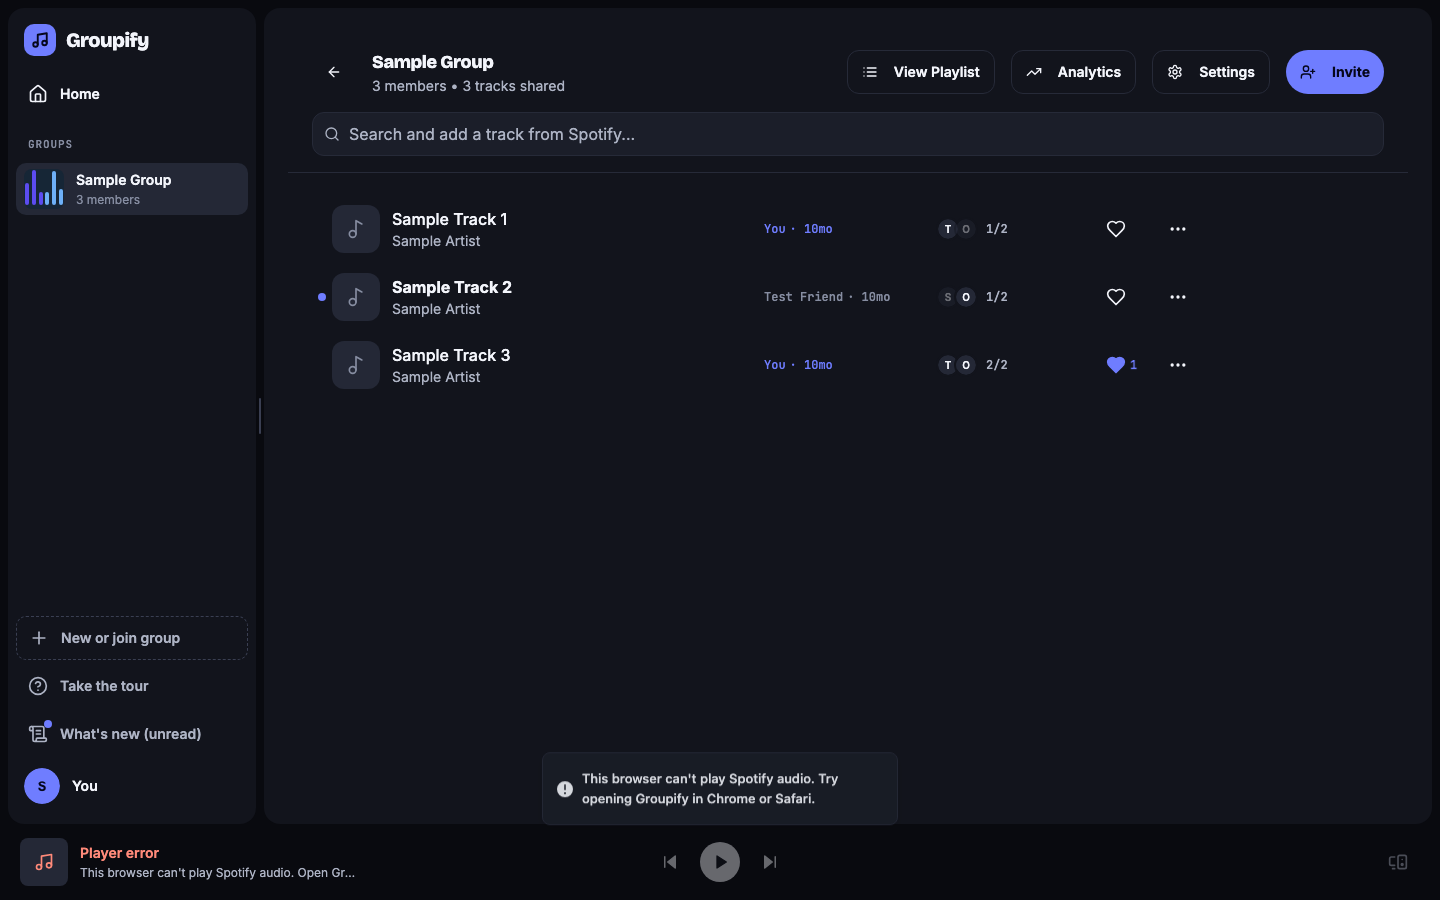 Groupify
Home
GROUPS
Sample Group
3 members
New or join group
Take the tour
What's new (unread)
S
You
Sample Group
3 members • 3 tracks shared
View Playlist
Analytics
Settings
Invite
Search and add a track from Spotify...
Sample Track 1
Sample Artist
You · 10mo
T O 1/2
Sample Track 2
Sample Artist
Test Friend · 10mo
S O 1/2
Sample Track 3
Sample Artist
You · 10mo
T O 2/2
1
This browser can't play Spotify audio. Try
opening Groupify in Chrome or Safari.
Player error
This browser can't play Spotify audio. Open Gr...